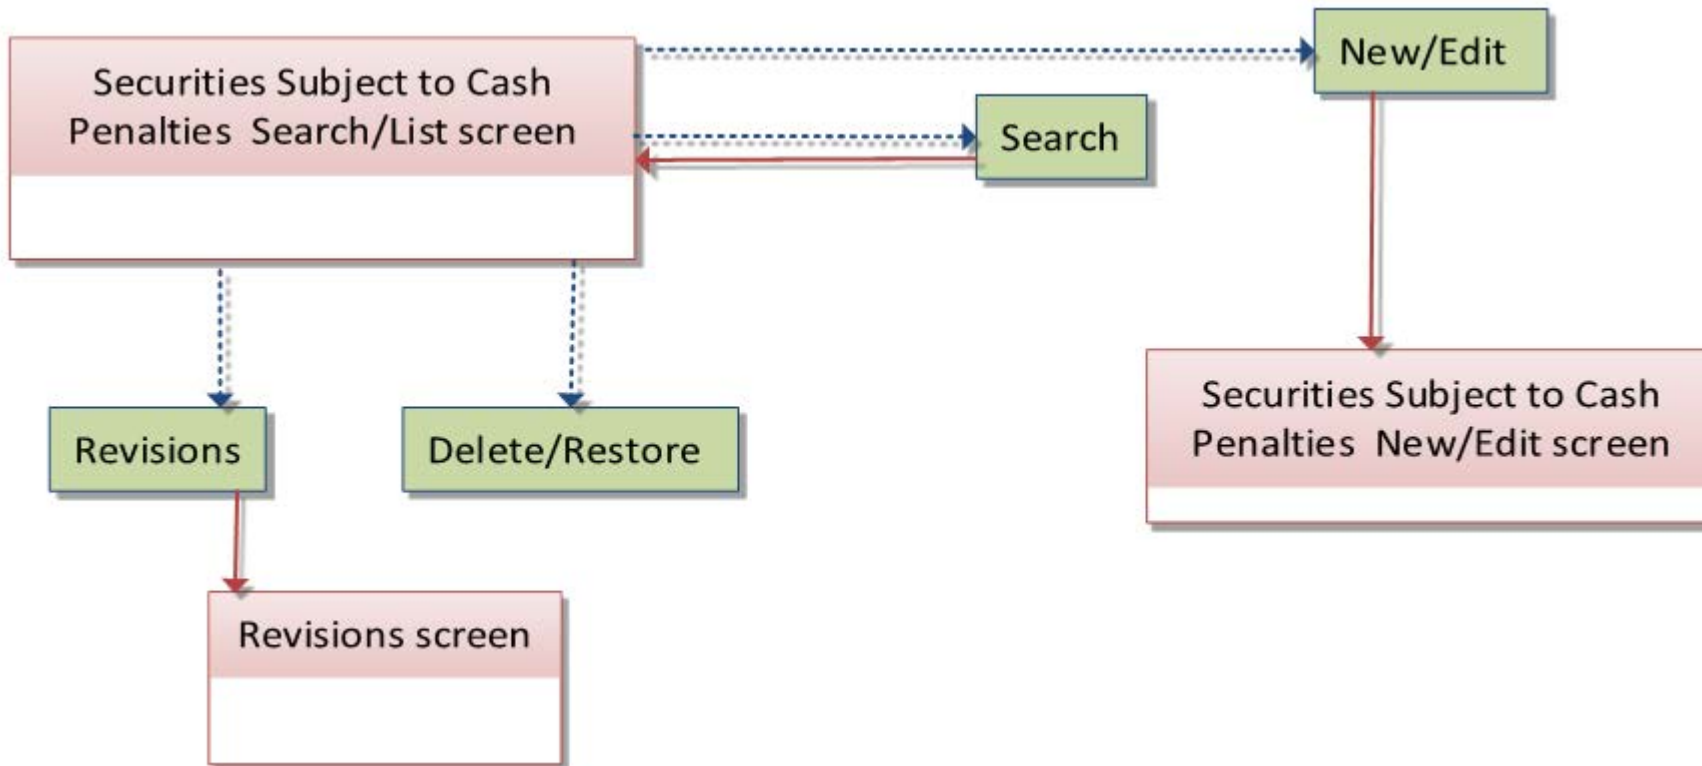 Securities Subject to Cash
Penalties  Search/List screen
New/Edit
Search
Revisions
Delete/Restore
Securities Subject to Cash
Penalties  New/Edit screen
Revisions screen